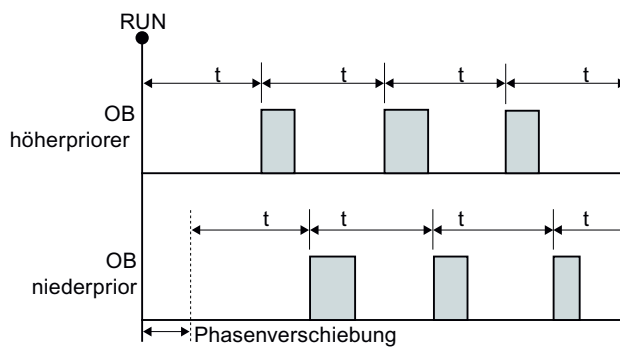 RUN
t t t t
OB
höherpriorer
t t t t
OB
niederprior
Phasenverschiebung